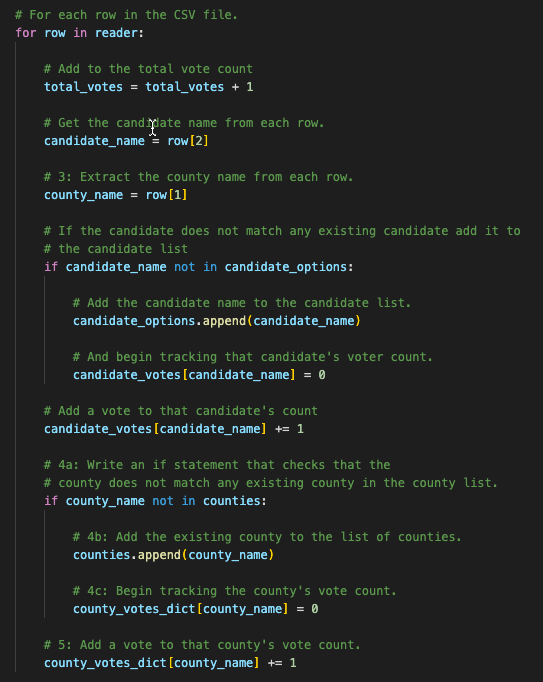 # For each row in the CSV file.
for row in reader:
# Add to the total vote count
total_votes = total_votes + 1
# Get the candidate name from each row.
candidate_name = row[2]
# 3: Extract the county name from each row.
county_name = row[1]
# If the candidate does not match any existing candidate add it to
# the candidate list
if candidate_name not in candidate_options:
# Add the candidate name to the candidate list.
candidate_options.append(candidate_name)
# And begin tracking that candidate's voter count.
candidate_votes[candidate_name] = 0
# Add a vote to that candidate's count
candidate_votes[candidate_name] += 1
# 4a: Write an if statement that checks that the
# county does not match any existing county in the county list.
if county_name not in counties:
# 4b: Add the existing county to the list of counties.
counties.append(county_name)
# 4c: Begin tracking the county's vote count.
county_votes_dict[county_name] = 0
# 5: Add a vote to that county's vote count.
county_votes_dict[county_name] += 1